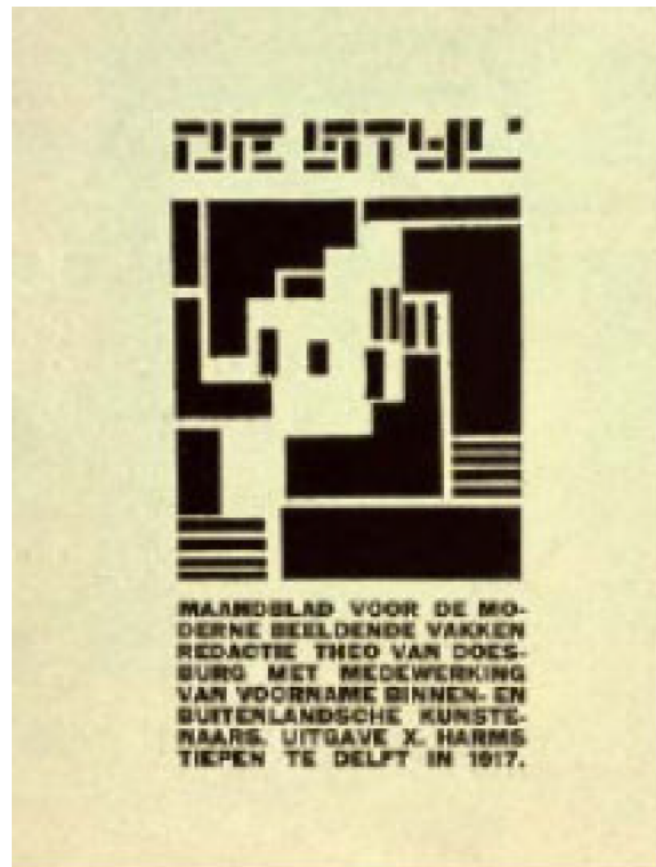 DE STYL
MAANDBLAD VOOR DE MO-
DERNE BEELDENDE VAKKEN
REDACTIE THEO VAN DOES-
BURG MET MEDEWERKING
VAN VOORNAME BINNEN- EN
BUITENLANDSCHE KUNSTE-
NAARS. UITGAVE X. HARMS
TIEPEN TE DELFT IN 1917.